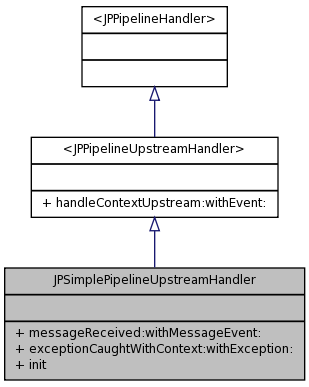 <JPPipelineHandler>
<JPPipelineUpstreamHandler>
+ handleContextUpstream:withEvent:
JPSimplePipelineUpstreamHandler
+ messageReceived:withMessageEvent:
+ exceptionCaughtWithContext:withException:
+ init